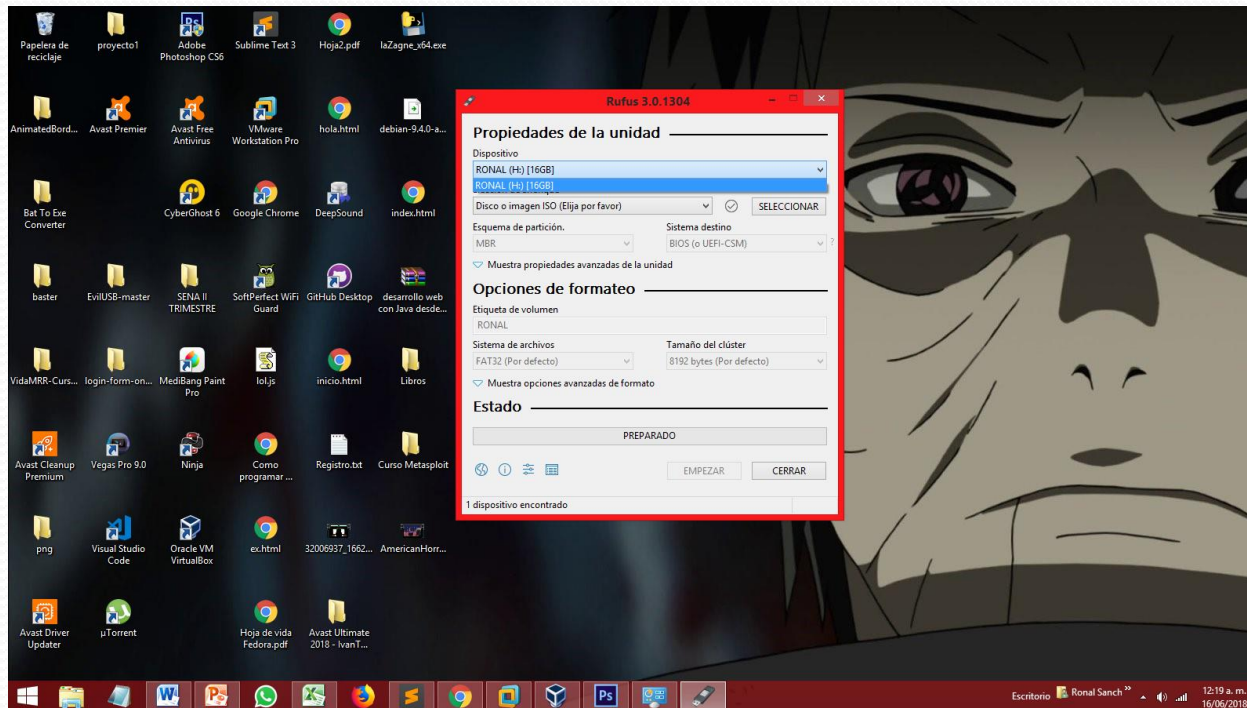 Papelera de
reciclaje
proyecto1
Adobe
Photoshop CS6
Sublime Text 3
Hoja2.pdf
laZagne_x64.exe
AnimatedBord...
Avast Premier
Avast Free
Antivirus
VMware
Workstation Pro
hola.html
debian-9.4.0-a...
Bat To Exe
Converter
CyberGhost 6
Google Chrome
DeepSound
index.html
baster
EvilUSB-master
SENA II
TRIMESTRE
SoftPerfect WiFi
Guard
GitHub Desktop
desarrollo web
con Java desde...
VidaMRR-Curs...
login-form-on...
MediBang Paint
Pro
lol.js
inicio.html
Libros
Avast Cleanup
Premium
Vegas Pro 9.0
Ninja
Como
programar ...
Registro.txt
Curso Metasploit
png
Visual Studio
Code
Oracle VM
VirtualBox
ex.html
32006937_1662...
AmericanHorr...
Avast Driver
Updater
µTorrent
Hoja de vida
Fedora.pdf
Avast Ultimate
2018 - IvanT...
Rufus 3.0.1304
Propiedades de la unidad
Dispositivo
RONAL (H:) [16GB]
RONAL (H:) [16GB]
Disco o imagen ISO (Elija por favor)
SELECCIONAR
Esquema de partición.
Sistema destino
MBR
BIOS (o UEFI-CSM)
?
Muestra propiedades avanzadas de la unidad
Opciones de formateo
Etiqueta de volumen
RONAL
Sistema de archivos
Tamaño del clúster
FAT32 (Por defecto)
8192 bytes (Por defecto)
Muestra opciones avanzadas de formato
Estado
PREPARADO
EMPEZAR
CERRAR
1 dispositivo encontrado
Escritorio
Ronal Sanch
12:19 a. m.
16/06/2018